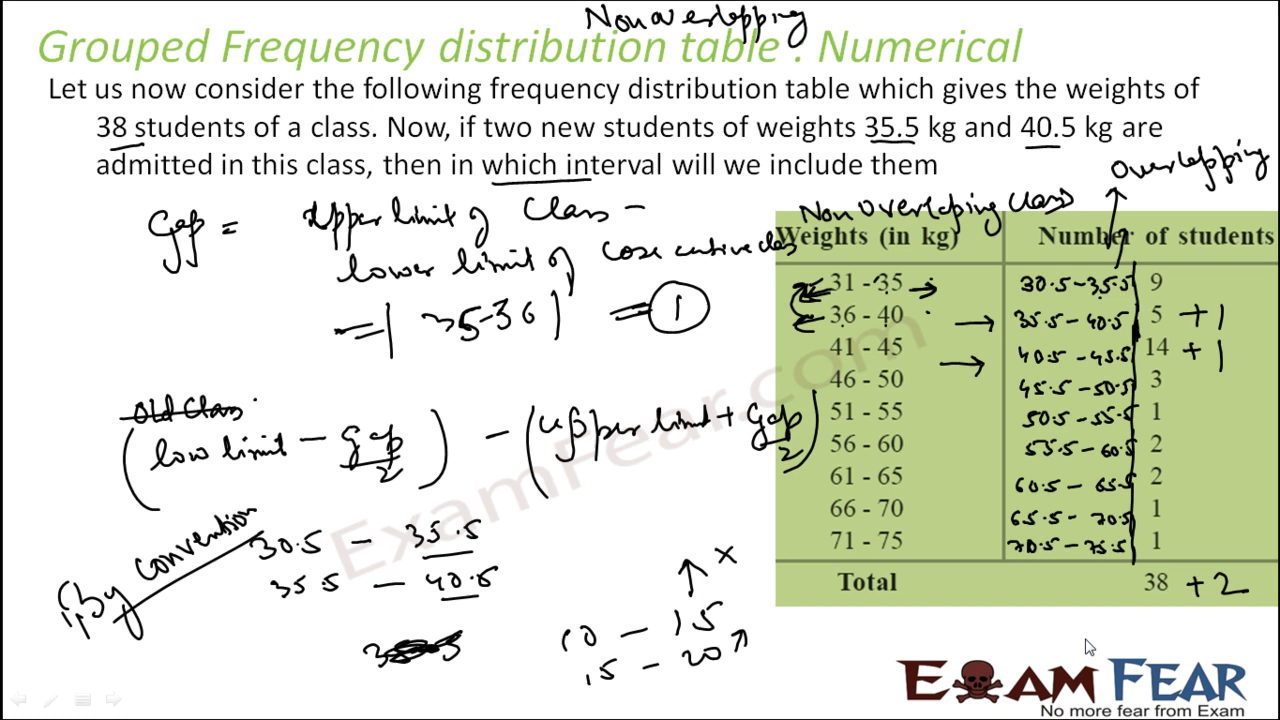 Non overlepping
Grouped Frequency distribution table : Numerical
Let us now consider the following frequency distribution table which gives the weights of
38 students of a class. Now, if two new students of weights 35.5 kg and 40.5 kg are
admitted in this class, then in which interval will we include them
Overlepping
Gap = Upper limit of Class -
lower limit of cosecutive class
= | 35-36 | = 1
Old Class
(low limit - gap/2) - (upper limit + Gap/2)
By convention
30.5 - 35.5
35.5 - 40.5
10 - 15 x
15 - 20
Non Overleping Class
Weights (in kg) Number of students
31 - 35 30.5-35.5 9
36 - 40 35.5-40.5 5 +1
41 - 45 40.5-45.5 14 +1
46 - 50 45.5-50.5 3
51 - 55 50.5-55.5 1
56 - 60 55.5-60.5 2
61 - 65 60.5-65.5 2
66 - 70 65.5-70.5 1
71 - 75 70.5-75.5 1
Total 38 +2
ExamFear.com
EXAMFEAR
No more fear from Exam